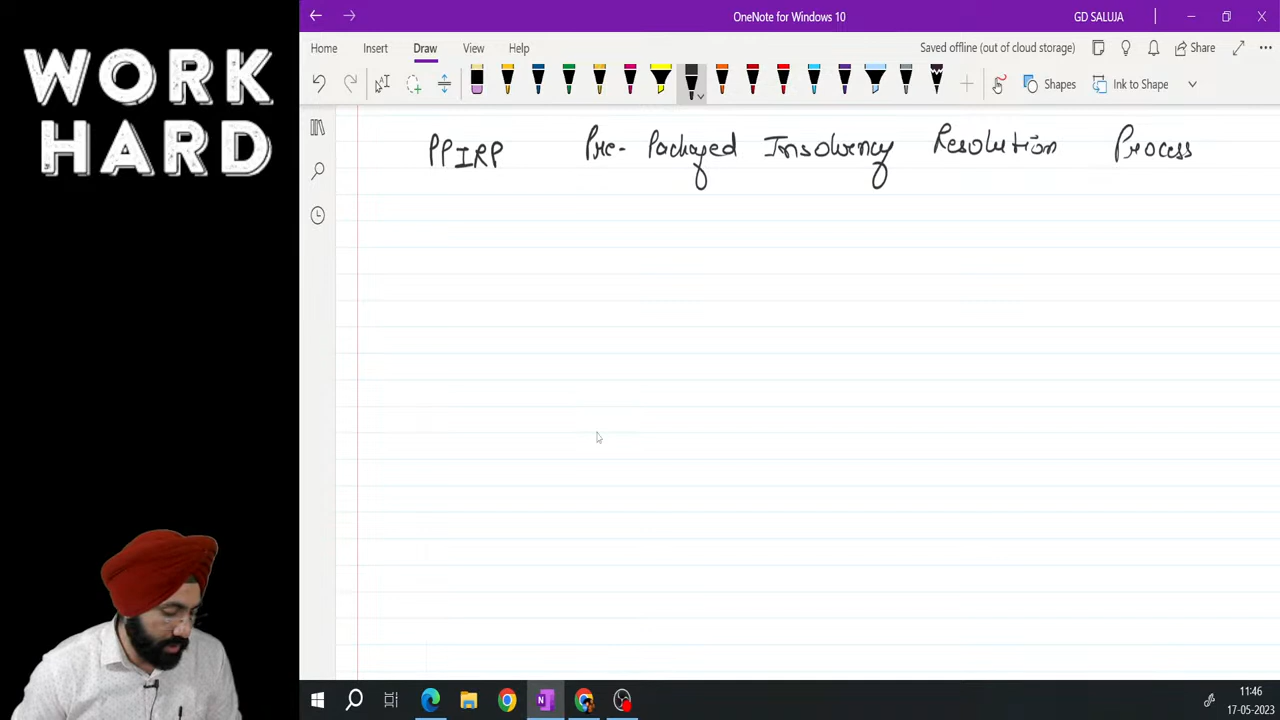 WORK
HARD
OneNote for Windows 10
GD SALUJA
Home Insert Draw View Help
Saved offline (out of cloud storage)
Share
Shapes
Ink to Shape
PPIRP Pre- Packaged Insolvency Resolution Process
11:46
17-05-2023